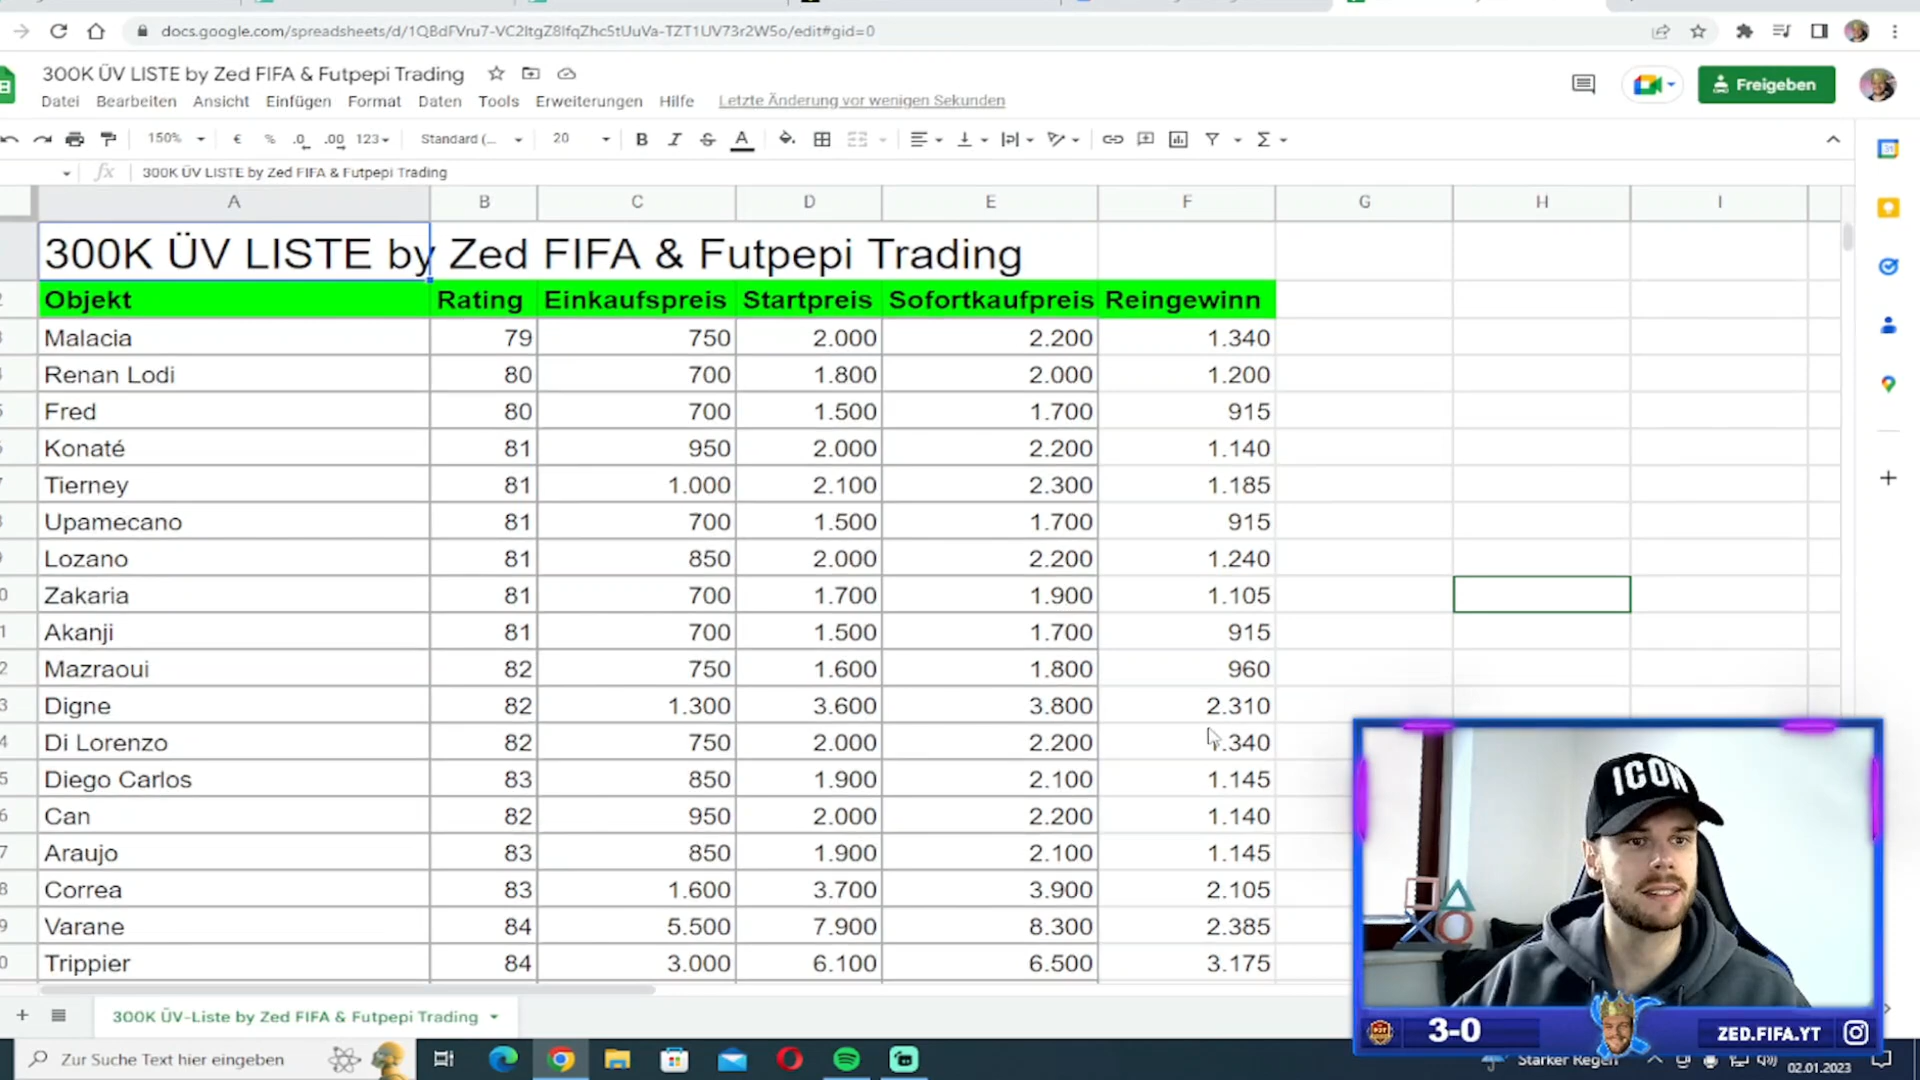 docs.google.com/spreadsheets/d/1QBdFVru7-VC2ItgZ8IfqZhc5tUuVa-TZT1UV73r2W5o/edit#gid=0
300K ÜV LISTE by Zed FIFA & Futpepi Trading
Freigeben
Datei Bearbeiten Ansicht Einfügen Format Daten Tools Erweiterungen Hilfe Letzte Änderung vor wenigen Sekunden
150% € % .0 .00 123 Standard (... 20 B I S A
fx 300K ÜV LISTE by Zed FIFA & Futpepi Trading
A B C D E F G H I
300K ÜV LISTE by Zed FIFA & Futpepi Trading
2 Objekt Rating Einkaufspreis Startpreis Sofortkaufpreis Reingewinn
Malacia 79 750 2.000 2.200 1.340
Renan Lodi 80 700 1.800 2.000 1.200
Fred 80 700 1.500 1.700 915
Konaté 81 950 2.000 2.200 1.140
Tierney 81 1.000 2.100 2.300 1.185
Upamecano 81 700 1.500 1.700 915
Lozano 81 850 2.000 2.200 1.240
Zakaria 81 700 1.700 1.900 1.105
Akanji 81 700 1.500 1.700 915
Mazraoui 82 750 1.600 1.800 960
Digne 82 1.300 3.600 3.800 2.310
Di Lorenzo 82 750 2.000 2.200 .340
Diego Carlos 83 850 1.900 2.100 1.145
Can 82 950 2.000 2.200 1.140
Araujo 83 850 1.900 2.100 1.145
Correa 83 1.600 3.700 3.900 2.105
Varane 84 5.500 7.900 8.300 2.385
Trippier 84 3.000 6.100 6.500 3.175
ICON
300K ÜV-Liste by Zed FIFA & Futpepi Trading
3-0
ZED.FIFA.YT
Zur Suche Text hier eingeben
Starker Regen
02.01.2023